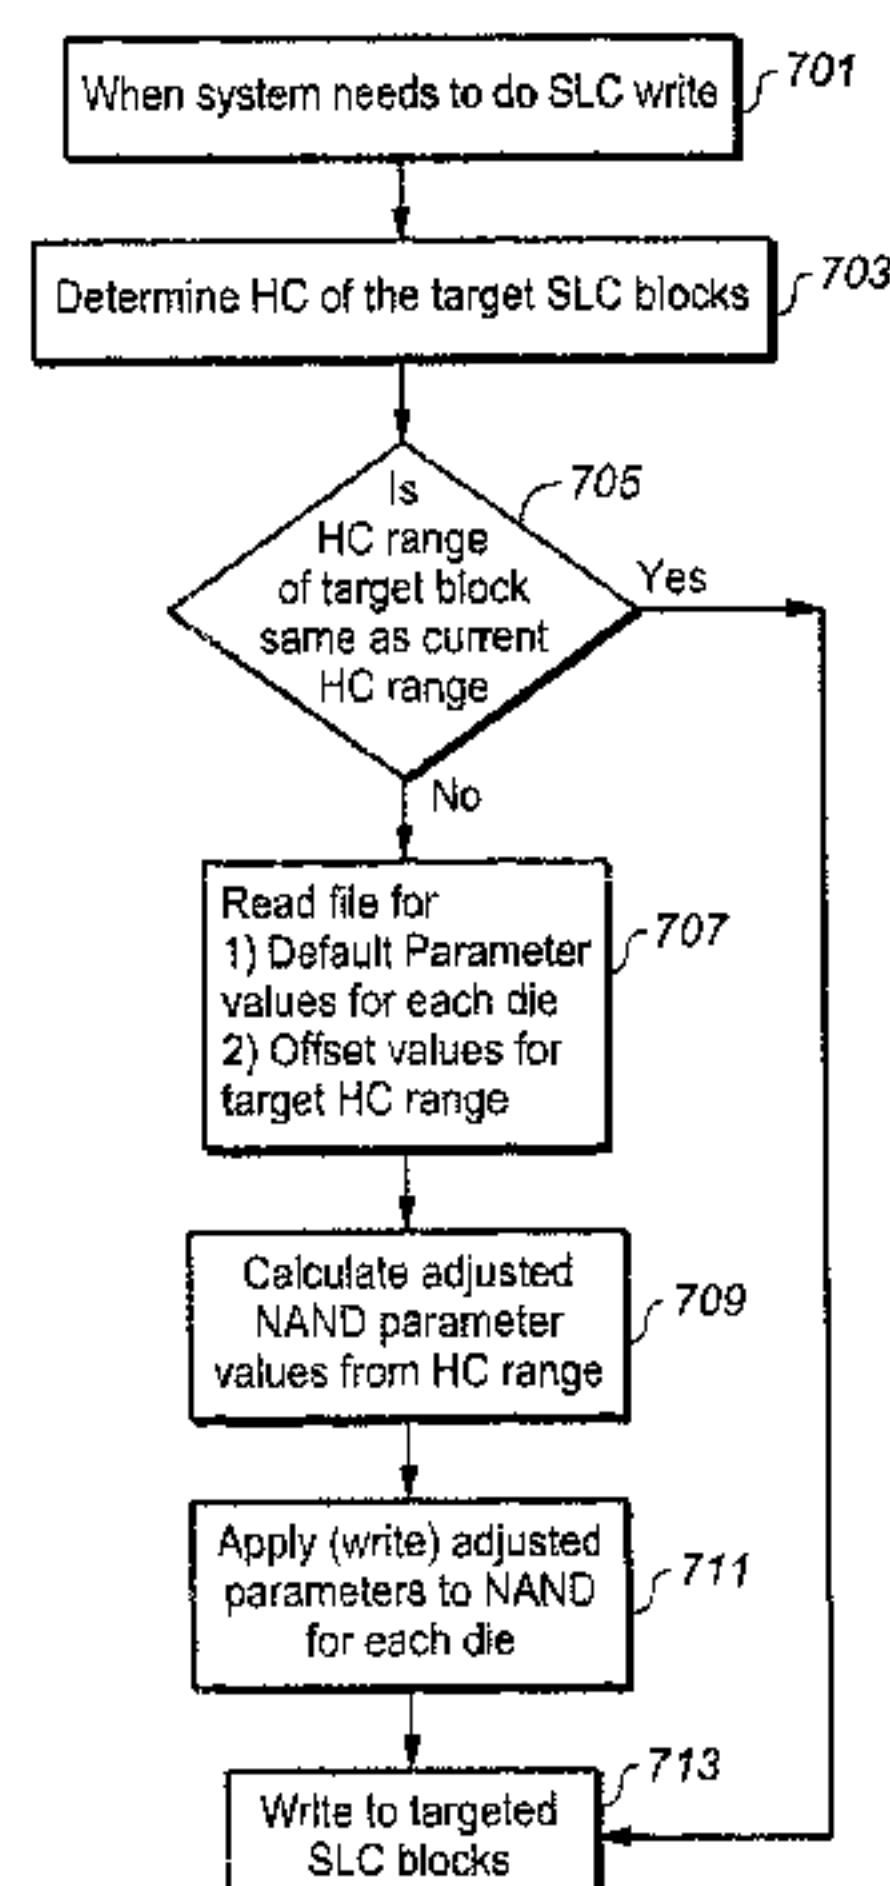 When system needs to do SLC write
701
Determine HC of the target SLC blocks
703
Is
HC range
of target block
same as current
HC range
705
Yes
No
Read file for
1) Default Parameter
values for each die
2) Offset values for
target HC range
707
Calculate adjusted
NAND parameter
values from HC range
709
Apply (write) adjusted
parameters to NAND
for each die
711
Write to targeted
SLC blocks
713